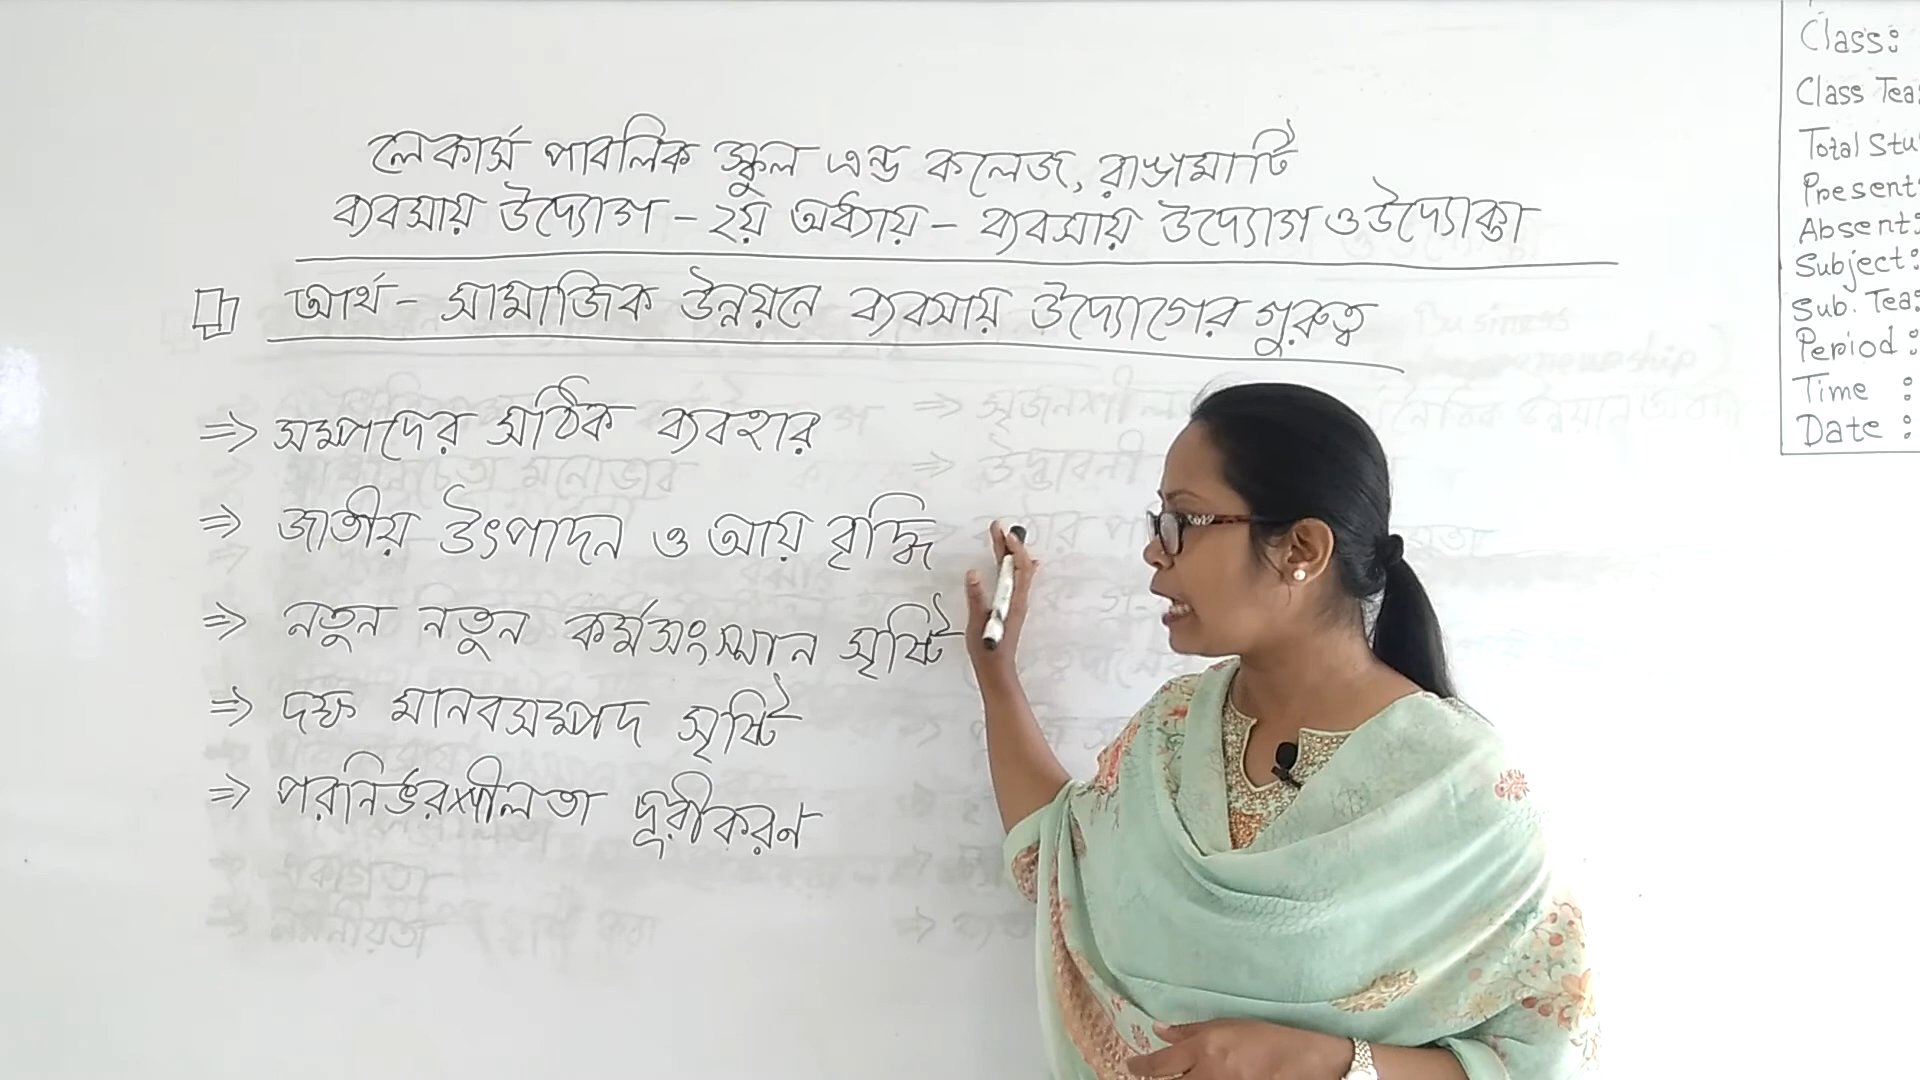 লেকার্স পাবলিক স্কুল এন্ড কলেজ, রাঙামাটি
ব্যবসায় উদ্যোগ - ২য় অধ্যায় - ব্যবসায় উদ্যোগ ও উদ্যোক্তা
আর্থ - সামাজিক উন্নয়নে ব্যবসায় উদ্যোগের গুরুত্ব
⇒ সম্পদের সঠিক ব্যবহার
⇒ জাতীয় উৎপাদন ও আয় বৃদ্ধি
⇒ নতুন নতুন কর্মসংস্থান সৃষ্টি
⇒ দক্ষ মানবসম্পদ সৃষ্টি
⇒ পরনির্ভরশীলতা দূরীকরণ
Class:
Class Tea
Total Stu
Present:
Absent:
Subject:
Sub. Tea:
Period :
Time :
Date :